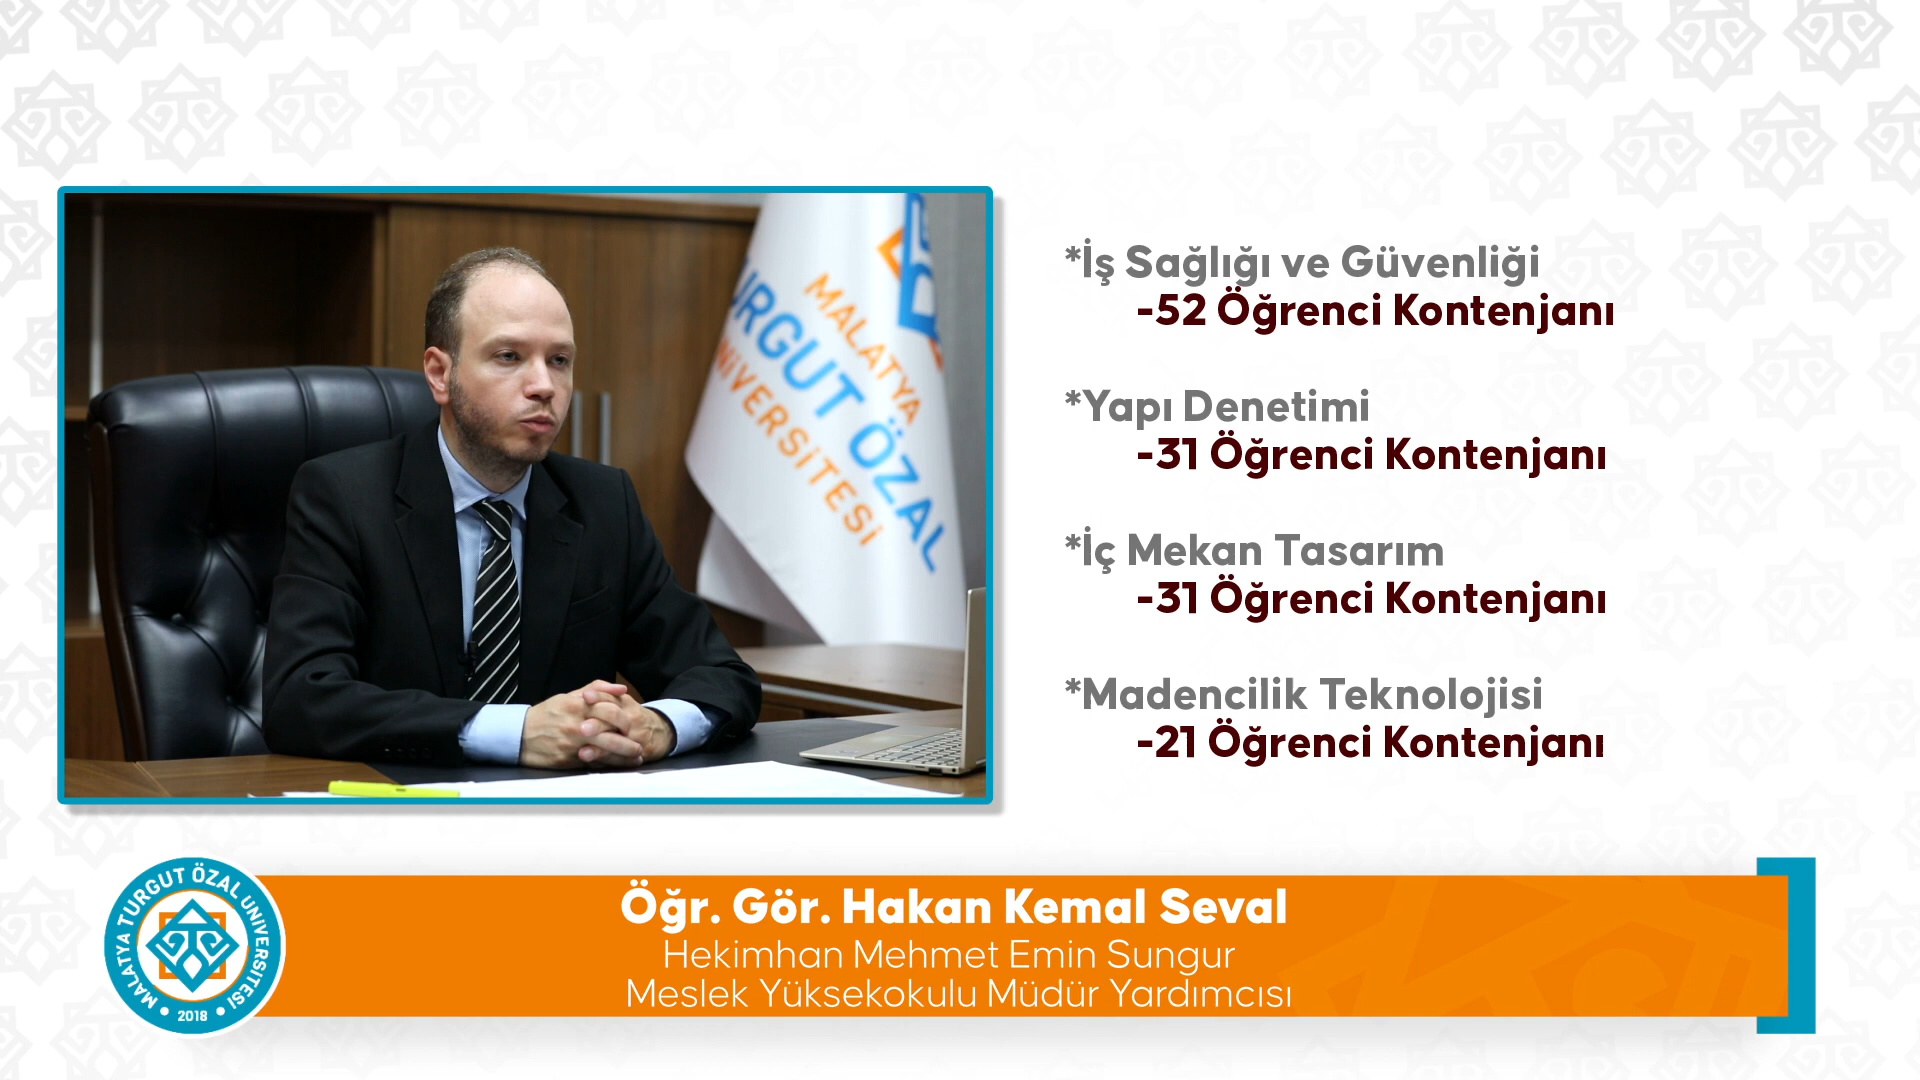 MALATYA
TURGUT ÖZAL
ÜNİVERSİTESİ
*İş Sağlığı ve Güvenliği
-52 Öğrenci Kontenjanı
*Yapı Denetimi
-31 Öğrenci Kontenjanı
*İç Mekan Tasarım
-31 Öğrenci Kontenjanı
*Madencilik Teknolojisi
-21 Öğrenci Kontenjanı
MALATYA TURGUT ÖZAL ÜNİVERSİTESİ
2018
Öğr. Gör. Hakan Kemal Seval
Hekimhan Mehmet Emin Sungur
Meslek Yüksekokulu Müdür Yardımcısı